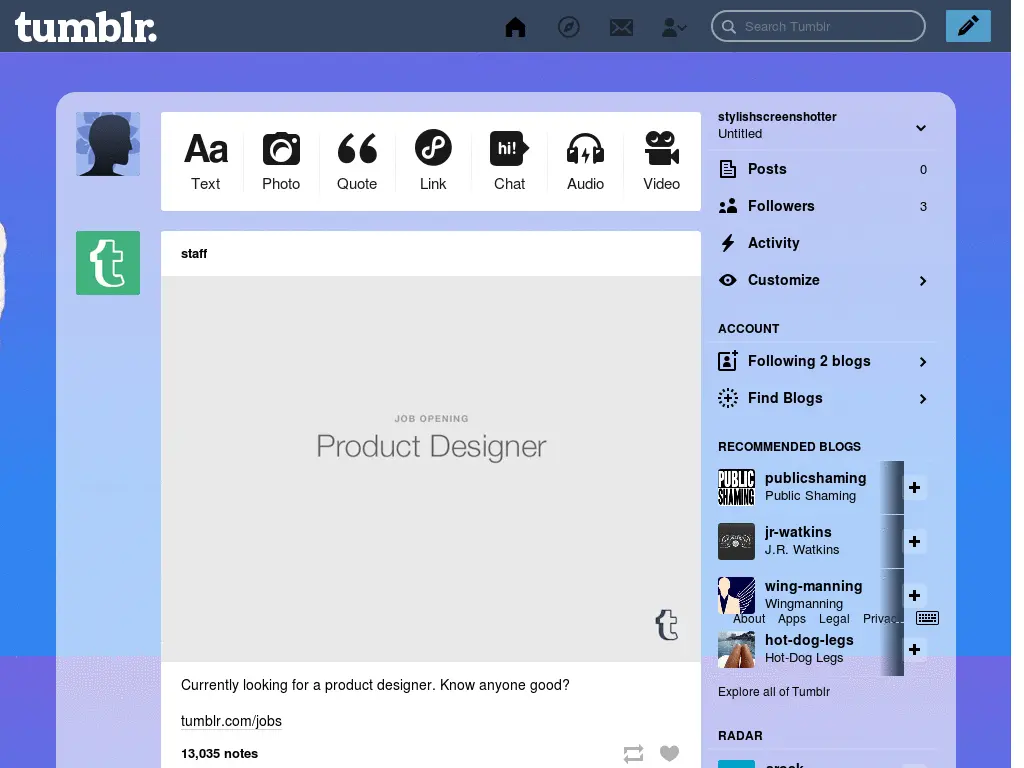 tumblr.
Search Tumblr
Aa
hi!
Text
Photo
Quote
Link
Chat
Audio
Video
staff
JOB OPENING
Product Designer
t
Currently looking for a product designer. Know anyone good?
tumblr.com/jobs
13,035 notes
stylishscreenshotter
Untitled
Posts 0
Followers 3
Activity
Customize
ACCOUNT
Following 2 blogs
Find Blogs
RECOMMENDED BLOGS
PUBLIC
SHAMING
publicshaming
Public Shaming
jr-watkins
J.R. Watkins
wing-manning
Wingmanning
About Apps Legal
hot-dog-legs
Hot-Dog Legs
Explore all of Tumblr
RADAR